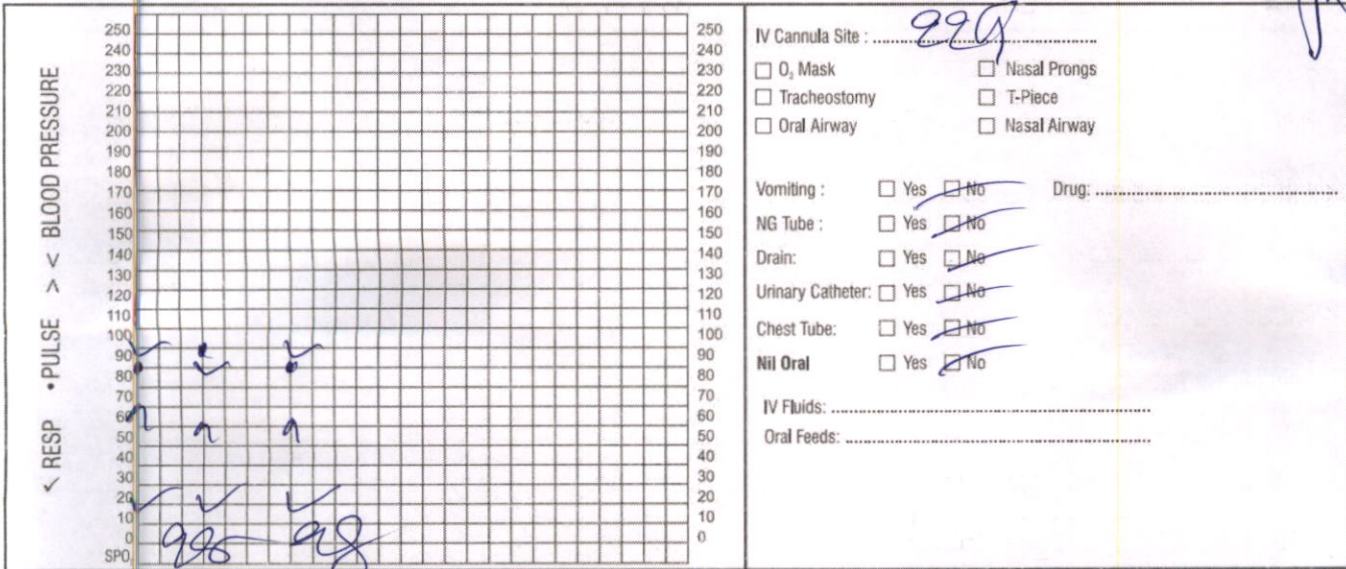 < RESP • PULSE > < BLOOD PRESSURE
250 250
240 240
230 230
220 220
210 210
200 200
190 190
180 180
170 170
160 160
150 150
140 140
130 130
120 120
110 110
100 100
90 90
80 80
70 70
60 60
50 50
40 40
30 30
20 20
10 10
0 0
SPO₂ 98 98
IV Cannula Site : 22G
☐ O₂ Mask ☐ Nasal Prongs
☐ Tracheostomy ☐ T-Piece
☐ Oral Airway ☐ Nasal Airway
Vomiting : ☐ Yes ☐ No Drug:
NG Tube : ☐ Yes ☐ No
Drain: ☐ Yes ☐ No
Urinary Catheter: ☐ Yes ☐ No
Chest Tube: ☐ Yes ☐ No
Nil Oral ☐ Yes ☐ No
IV Fluids:
Oral Feeds: